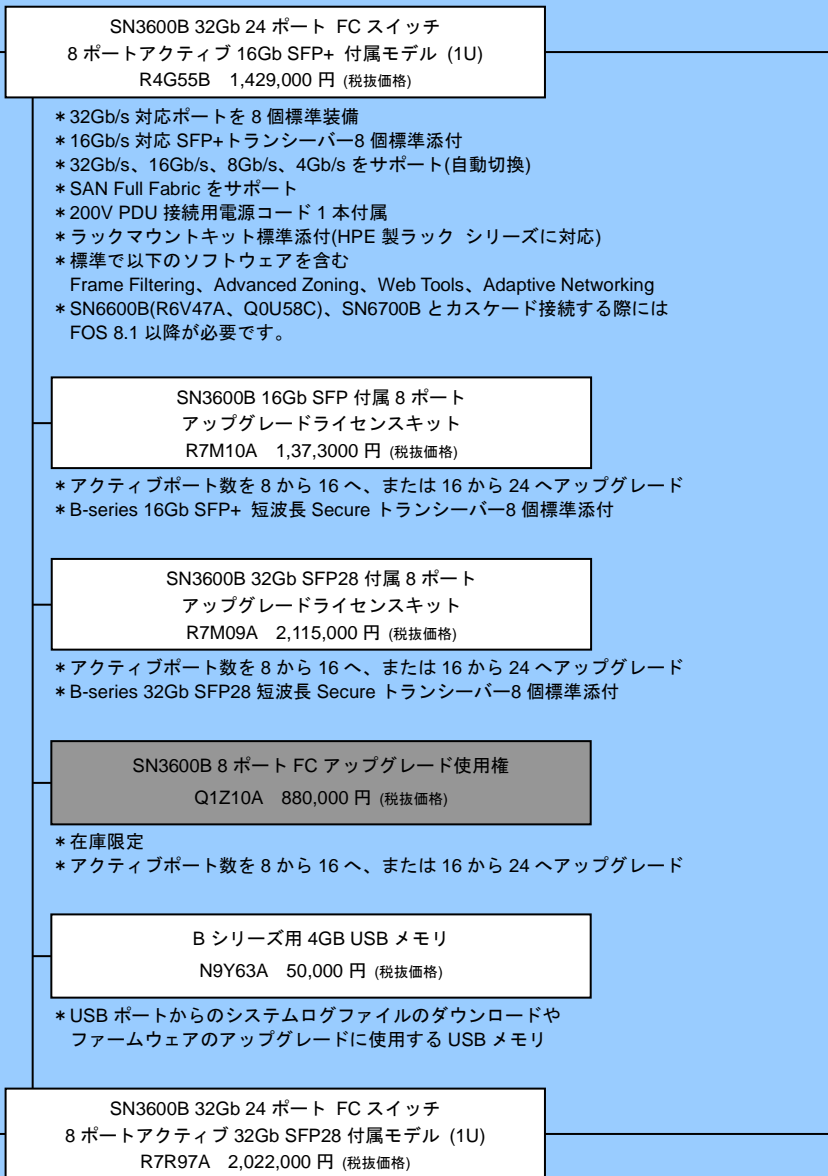 SN3600B 32Gb 24 ポート FC スイッチ
8 ポートアクティブ 16Gb SFP+ 付属モデル (1U)
R4G55B 1,429,000 円 (税抜価格)
＊32Gb/s 対応ポートを 8 個標準装備
＊16Gb/s 対応 SFP+トランシーバー8 個標準添付
＊32Gb/s、16Gb/s、8Gb/s、4Gb/s をサポート(自動切換)
＊SAN Full Fabric をサポート
＊200V PDU 接続用電源コード 1 本付属
＊ラックマウントキット標準添付(HPE 製ラック シリーズに対応)
＊標準で以下のソフトウェアを含む
Frame Filtering、Advanced Zoning、Web Tools、Adaptive Networking
＊SN6600B(R6V47A、Q0U58C)、SN6700B とカスケード接続する際には
FOS 8.1 以降が必要です。
SN3600B 16Gb SFP 付属 8 ポート
アップグレードライセンスキット
R7M10A 1,37,3000 円 (税抜価格)
＊アクティブポート数を 8 から 16 へ、または 16 から 24 へアップグレード
＊B-series 16Gb SFP+ 短波長 Secure トランシーバー8 個標準添付
SN3600B 32Gb SFP28 付属 8 ポート
アップグレードライセンスキット
R7M09A 2,115,000 円 (税抜価格)
＊アクティブポート数を 8 から 16 へ、または 16 から 24 へアップグレード
＊B-series 32Gb SFP28 短波長 Secure トランシーバー8 個標準添付
SN3600B 8 ポート FC アップグレード使用権
Q1Z10A 880,000 円 (税抜価格)
＊在庫限定
＊アクティブポート数を 8 から 16 へ、または 16 から 24 へアップグレード
B シリーズ用 4GB USB メモリ
N9Y63A 50,000 円 (税抜価格)
＊USB ポートからのシステムログファイルのダウンロードや
ファームウェアのアップグレードに使用する USB メモリ
SN3600B 32Gb 24 ポート FC スイッチ
8 ポートアクティブ 32Gb SFP28 付属モデル (1U)
R7R97A 2,022,000 円 (税抜価格)